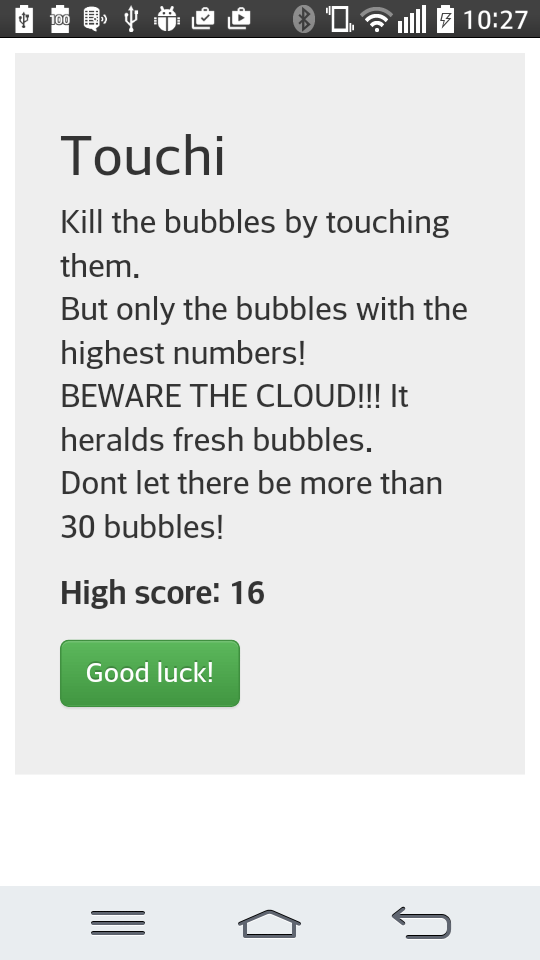 100 10:27
Touchi
Kill the bubbles by touching
them.
But only the bubbles with the
highest numbers!
BEWARE THE CLOUD!!! It
heralds fresh bubbles.
Dont let there be more than
30 bubbles!
High score: 16
Good luck!